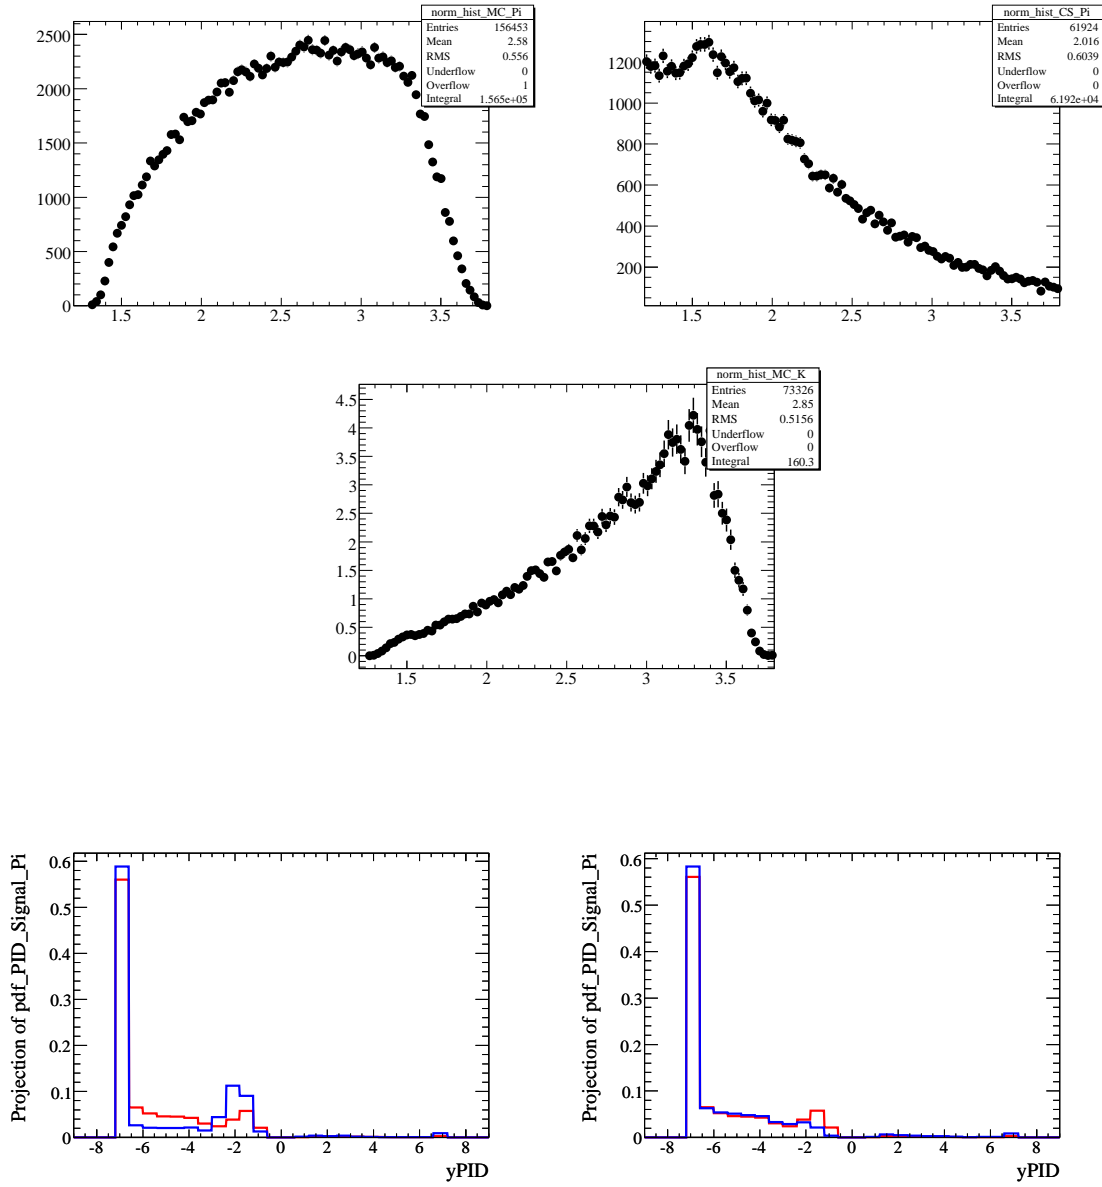 norm_hist_MC_Pi
Entries 156453
Mean 2.58
RMS 0.556
Underflow 0
Overflow 1
Integral 1.565e+05
2500
2000
1500
1000
500
0
1.5 2 2.5 3 3.5
norm_hist_CS_Pi
Entries 61924
Mean 2.016
RMS 0.6039
Underflow 0
Overflow 0
Integral 6.192e+04
1200
1000
800
600
400
200
1.5 2 2.5 3 3.5
norm_hist_MC_K
Entries 73326
Mean 2.85
RMS 0.5156
Underflow 0
Overflow 0
Integral 160.3
4.5
4
3.5
3
2.5
2
1.5
1
0.5
0
1.5 2 2.5 3 3.5
Projection of pdf_PID_Signal_Pi
0.6
0.5
0.4
0.3
0.2
0.1
0
-8 -6 -4 -2 0 2 4 6 8
yPID
Projection of pdf_PID_Signal_Pi
0.6
0.5
0.4
0.3
0.2
0.1
0
-8 -6 -4 -2 0 2 4 6 8
yPID